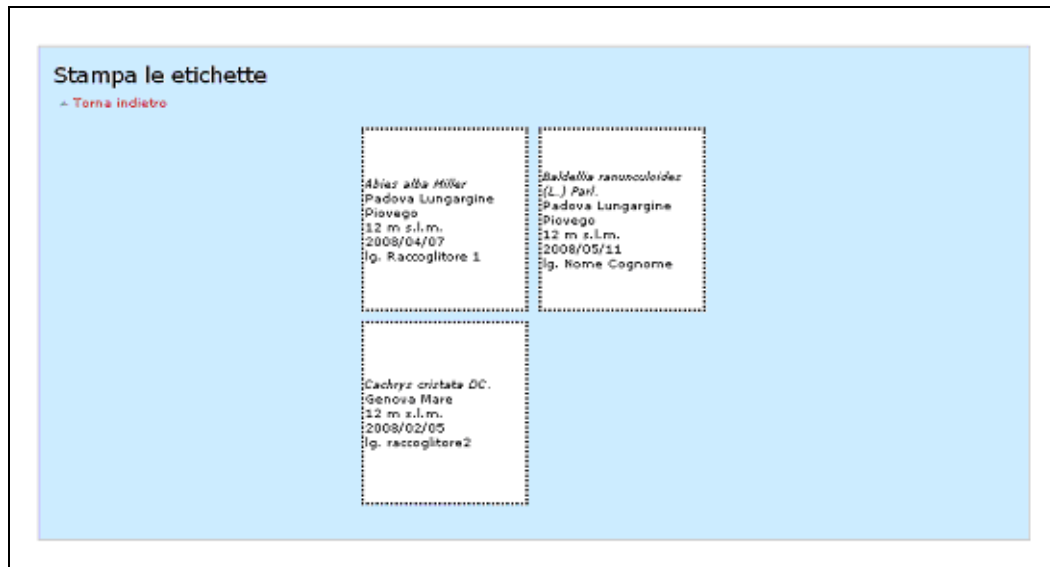 Stampa le etichette
Torna indietro
Abies alba Miller
Padova Lungargine
Piovego
12 m s.l.m.
2008/04/07
lg. Raccoglitore 1
Baldellia ranunculoides
(L.) Parl.
Padova Lungargine
Piovego
12 m s.l.m.
2008/05/11
lg. Nome Cognome
Cachrys cristata DC.
Genova Mare
12 m s.l.m.
2008/02/05
lg. raccoglitore2